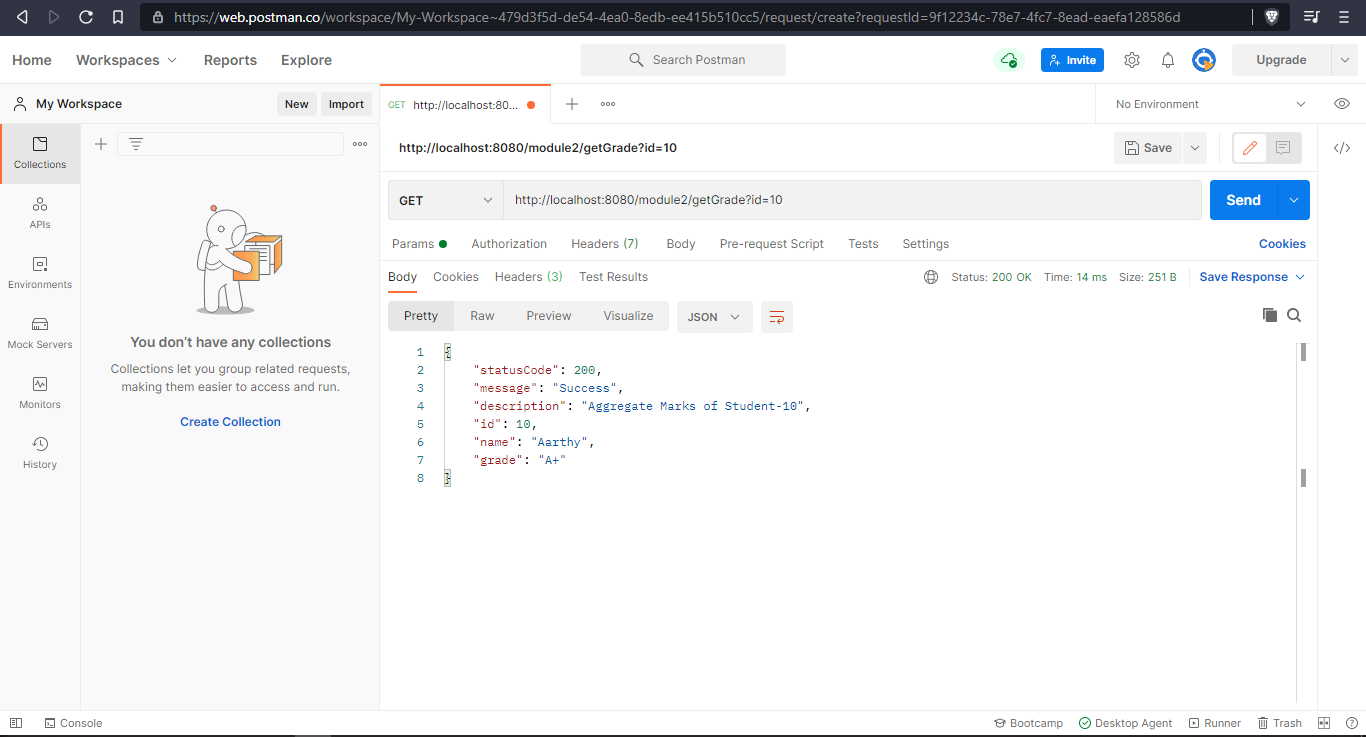 https://web.postman.co/workspace/My-Workspace~479d3f5d-de54-4ea0-8edb-ee415b510cc5/request/create?requestId=9f12234c-78e7-4fc7-8ead-eaefa128586d
Home Workspaces Reports Explore Search Postman Invite Upgrade
My Workspace New Import GET http://localhost:80... No Environment
Collections
APIs
Environments
Mock Servers
Monitors
History
You don't have any collections
Collections let you group related requests,
making them easier to access and run.
Create Collection
http://localhost:8080/module2/getGrade?id=10 Save
GET http://localhost:8080/module2/getGrade?id=10 Send
Params Authorization Headers (7) Body Pre-request Script Tests Settings Cookies
Body Cookies Headers (3) Test Results Status: 200 OK Time: 14 ms Size: 251 B Save Response
Pretty Raw Preview Visualize JSON
1 {
2 "statusCode": 200,
3 "message": "Success",
4 "description": "Aggregate Marks of Student-10",
5 "id": 10,
6 "name": "Aarthy",
7 "grade": "A+"
8 }
Console Bootcamp Desktop Agent Runner Trash